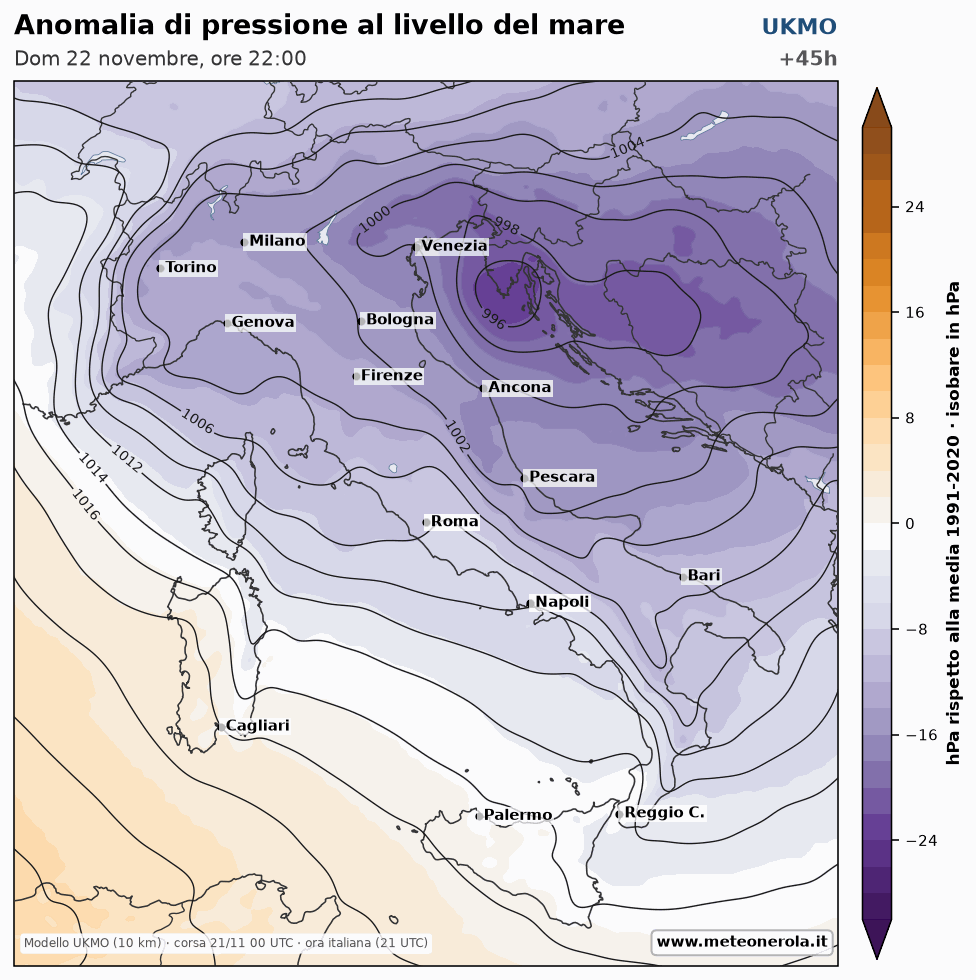 Anomalia di pressione al livello del mare
UKMO
Dom 22 novembre, ore 22:00
+45h
1004
1000
998
Milano
Venezia
Torino
24
16
8
0
−8
−16
−24
hPa rispetto alla media 1991-2020 · isobare in hPa
Genova
Bologna
996
Firenze
Ancona
1006
1002
1012
1014
1016
Pescara
Roma
Bari
Napoli
Cagliari
Palermo
Reggio C.
Modello UKMO (10 km) · corsa 21/11 00 UTC · ora italiana (21 UTC)
www.meteonerola.it